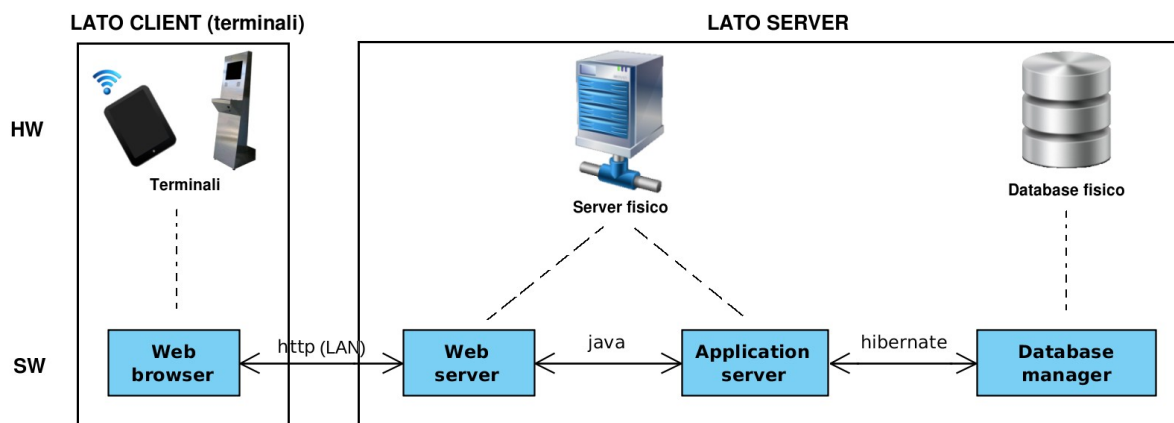 LATO CLIENT (terminali)
LATO SERVER
HW
Terminali
Server fisico
Database fisico
SW
Web
browser
http (LAN)
Web
server
java
Application
server
hibernate
Database
manager